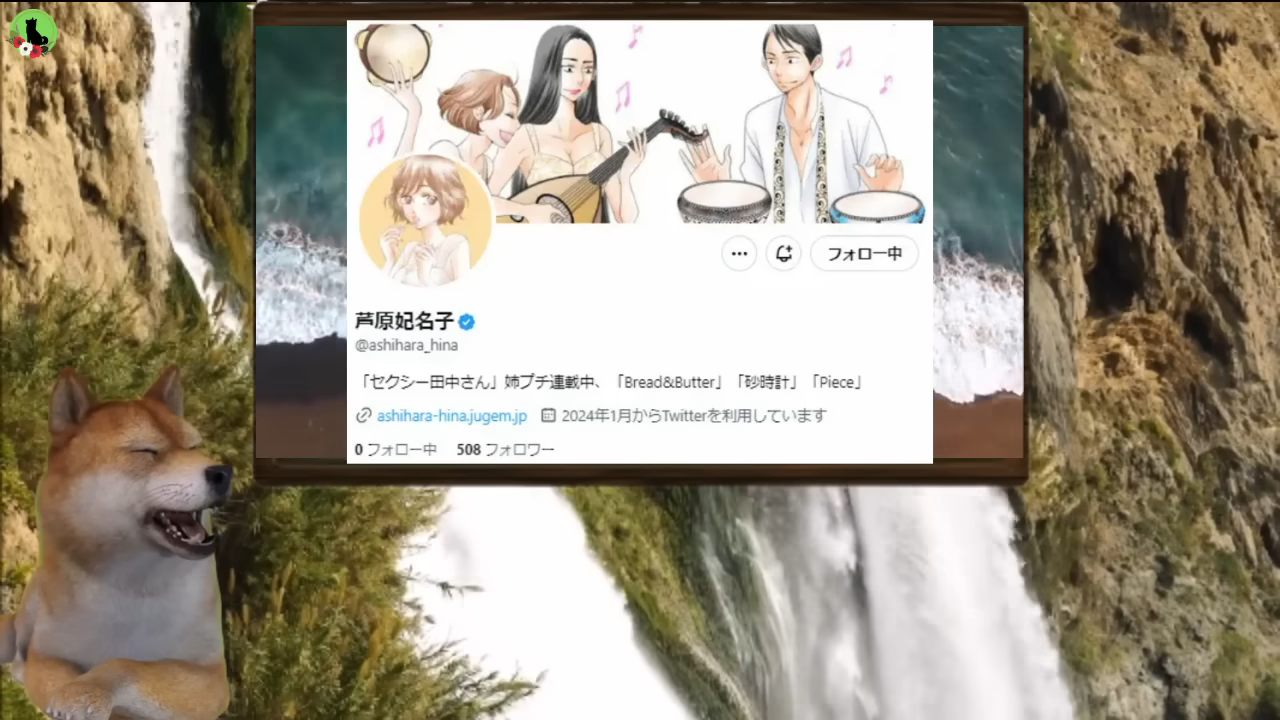 フォロー中
芦原妃名子
@ashihara_hina
「セクシー田中さん」姉プチ連載中、「Bread&Butter」「砂時計」「Piece」
ashihara-hina.jugem.jp 2024年1月からTwitterを利用しています
0 フォロー中 508 フォロワー